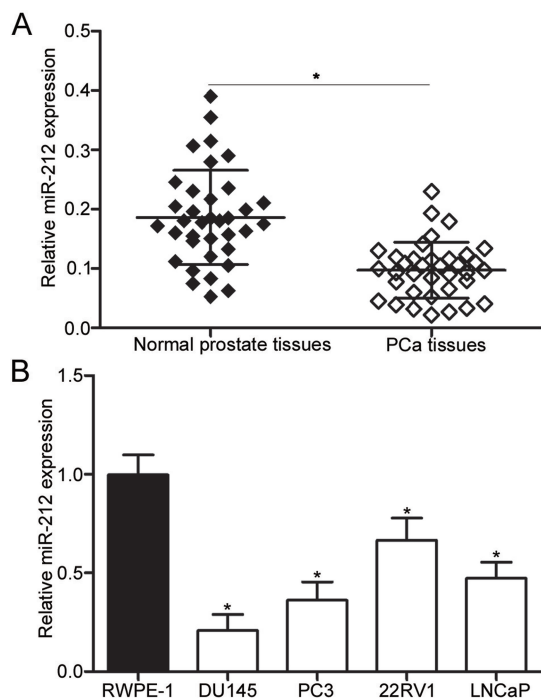 A
Relative miR-212 expression
0.5
0.4
0.3
0.2
0.1
0.0
*
Normal prostate tissues
PCa tissues
B
Relative miR-212 expression
1.5
1.0
0.5
0.0
*
*
*
*
RWPE-1
DU145
PC3
22RV1
LNCaP